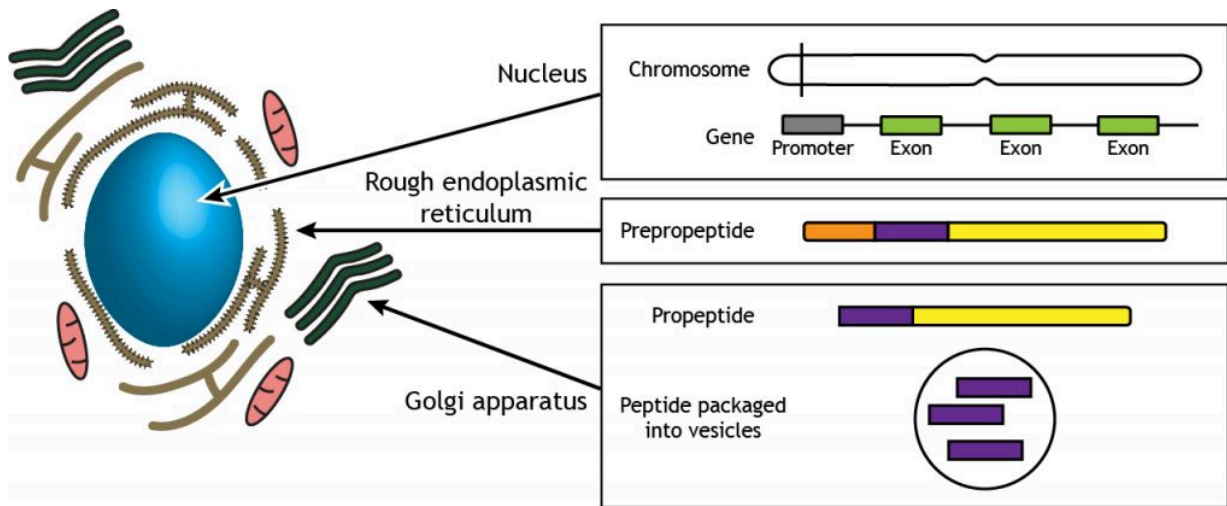 Nucleus
Chromosome
Gene
Promoter
Exon
Exon
Exon
Rough endoplasmic
reticulum
Prepropeptide
Propeptide
Golgi apparatus
Peptide packaged
into vesicles